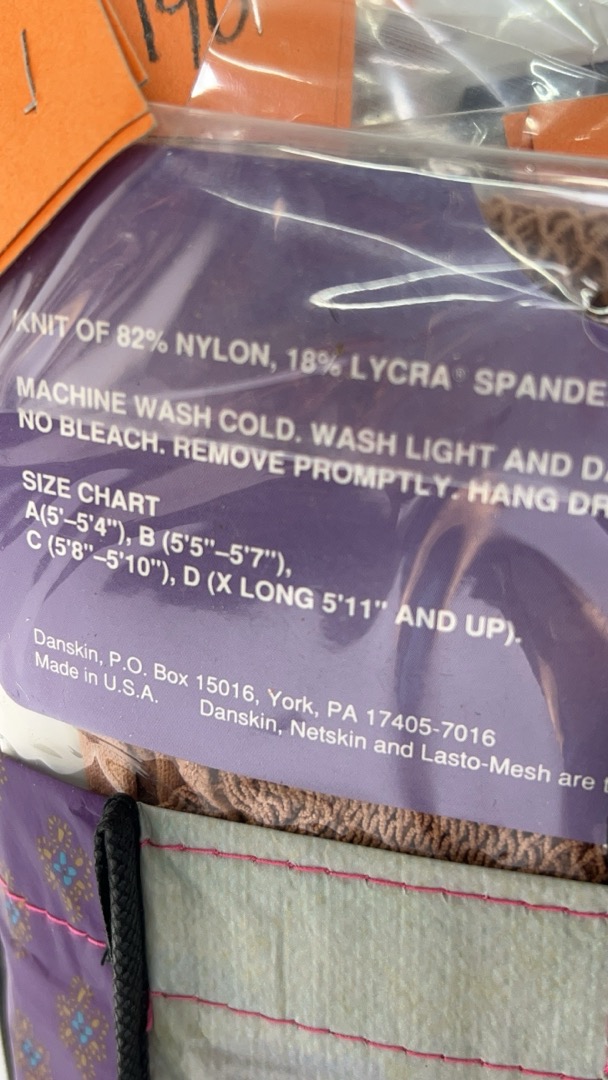 1
190
KNIT OF 82% NYLON, 18% LYCRA® SPANDE
MACHINE WASH COLD. WASH LIGHT AND DA
NO BLEACH. REMOVE PROMPTLY. HANG DR
SIZE CHART
A(5'–5'4"), B (5'5"–5'7"),
C (5'8"–5'10"), D (X LONG 5'11" AND UP).
Danskin, P.O. Box 15016, York, PA 17405-7016
Made in U.S.A. Danskin, Netskin and Lasto-Mesh are t